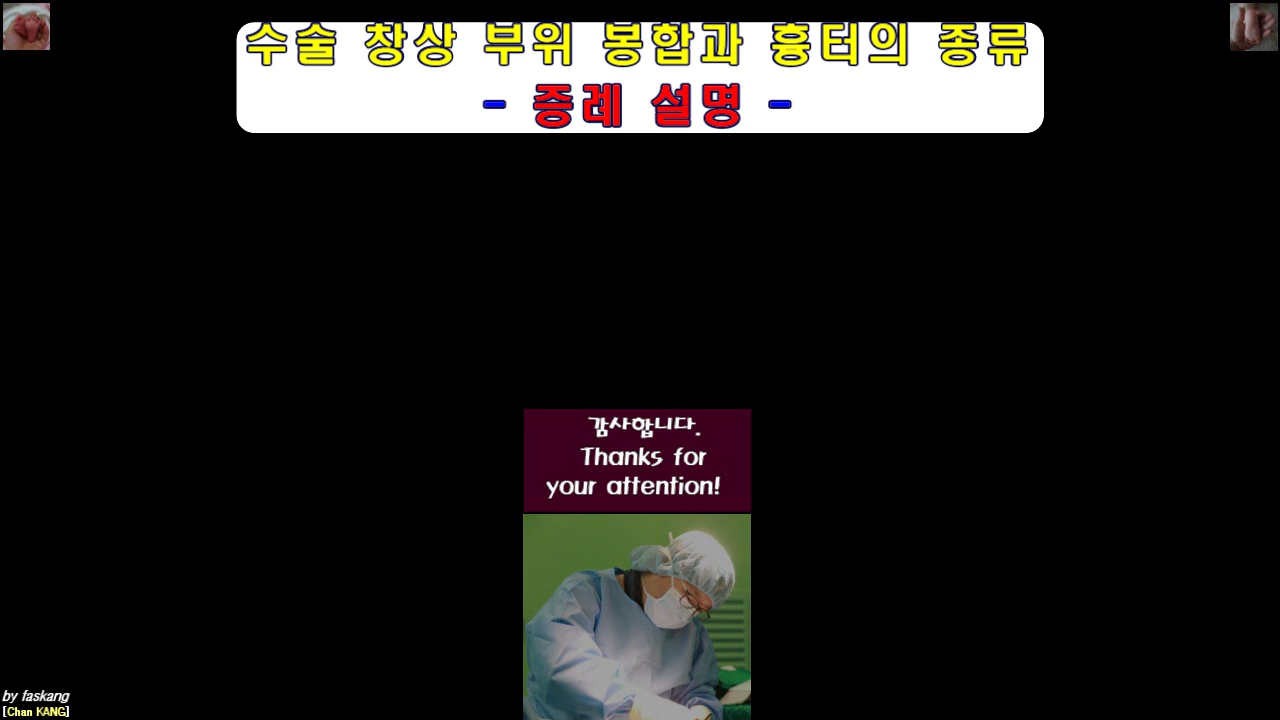 수술 창상 부위 봉합과 흉터의 종류
- 증례 설명 -
감사합니다.
Thanks for
your attention!
by faskang
[Chan KANG]